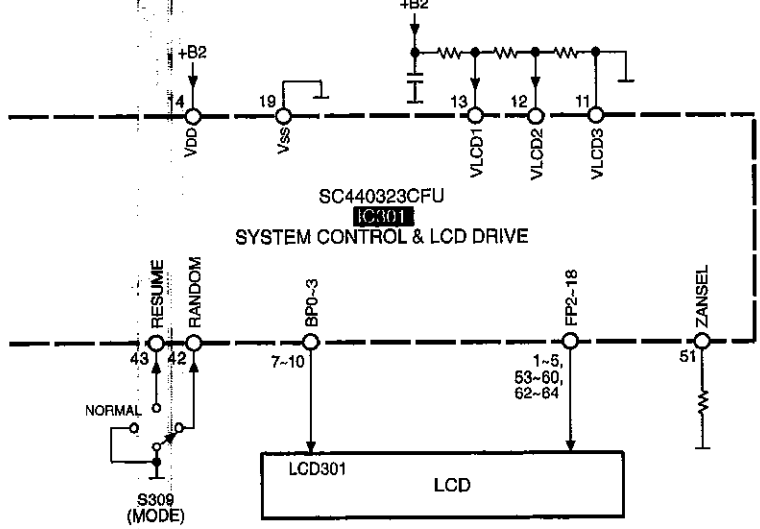 +B2
+B2
4
19
13
12
11
VDD
Vss
VLCD1
VLCD2
VLCD3
SC440323CFU
IC301
SYSTEM CONTROL & LCD DRIVE
RESUME
RANDOM
BP0~3
FP2~18
ZANSEL
43
42
7~10
1~5,
53~60,
62~64
51
NORMAL
S309
(MODE)
LCD301
LCD